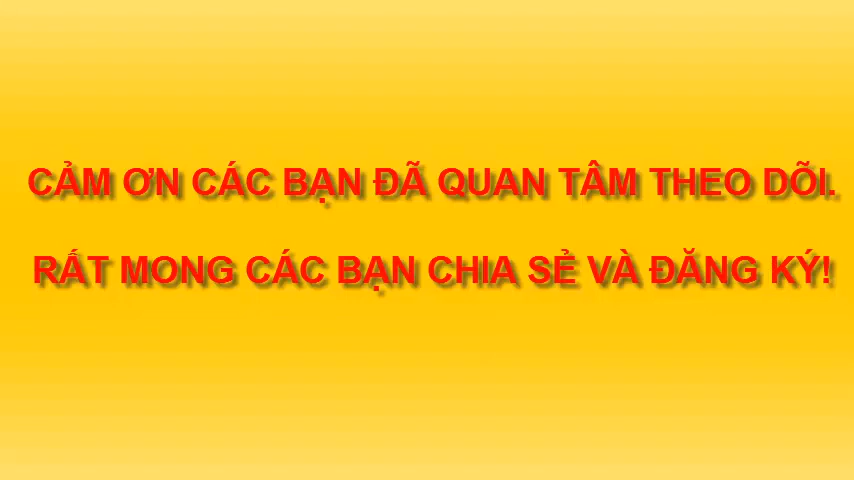 CẢM ƠN CÁC BẠN ĐÃ QUAN TÂM THEO DÕI.
RẤT MONG CÁC BẠN CHIA SẺ VÀ ĐĂNG KÝ!